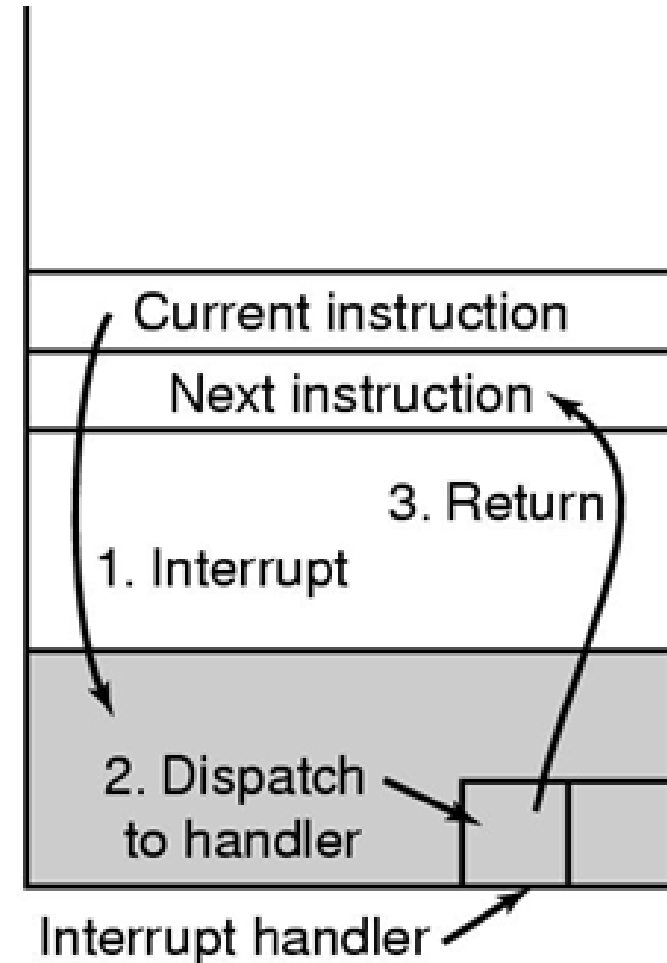 Current instruction
Next instruction
3. Return
1. Interrupt
2. Dispatch
to handler
Interrupt handler